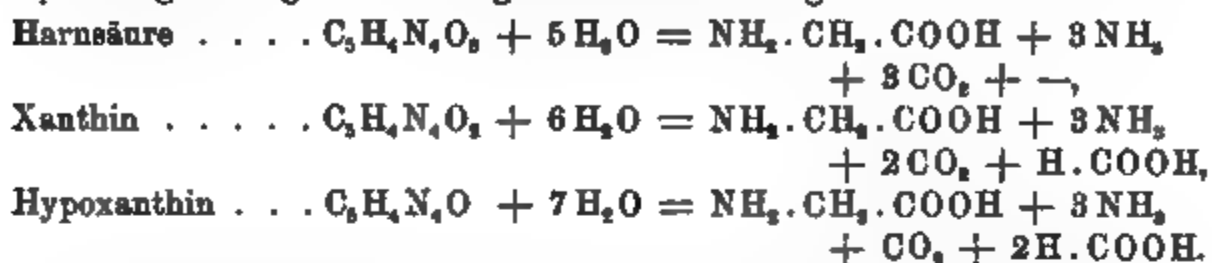 Harnsäure . . . . C₅H₄N₄O₃ + 5H₂O = NH₂.CH₂.COOH + 3NH₃
+ 3CO₂ + —,
Xanthin . . . . . C₅H₄N₄O₂ + 6H₂O = NH₂.CH₂.COOH + 3NH₃
+ 2CO₂ + H.COOH,
Hypoxanthin . . . C₅H₄N₄O + 7H₂O = NH₂.CH₂.COOH + 3NH₃
+ CO₂ + 2H.COOH.